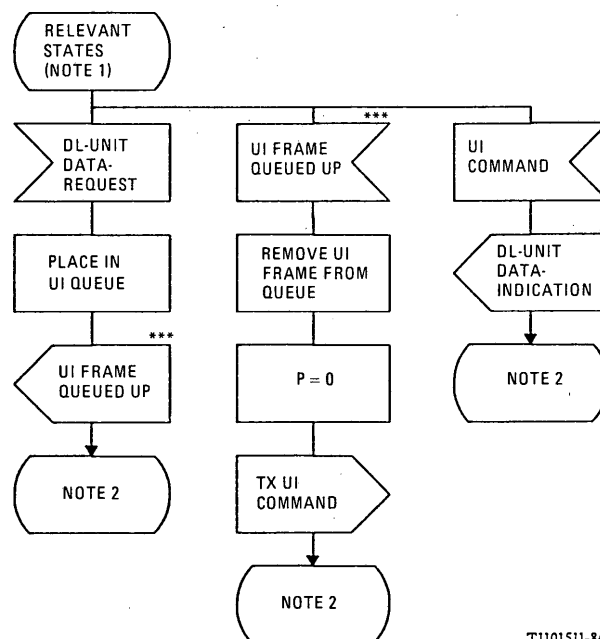 RELEVANT
STATES
(NOTE 1)
***
DL-UNIT
DATA-
REQUEST
UI FRAME
QUEUED UP
UI
COMMAND
PLACE IN
UI QUEUE
REMOVE UI
FRAME FROM
QUEUE
DL-UNIT
DATA-
INDICATION
***
UI FRAME
QUEUED UP
P = 0
NOTE 2
NOTE 2
TX UI
COMMAND
NOTE 2